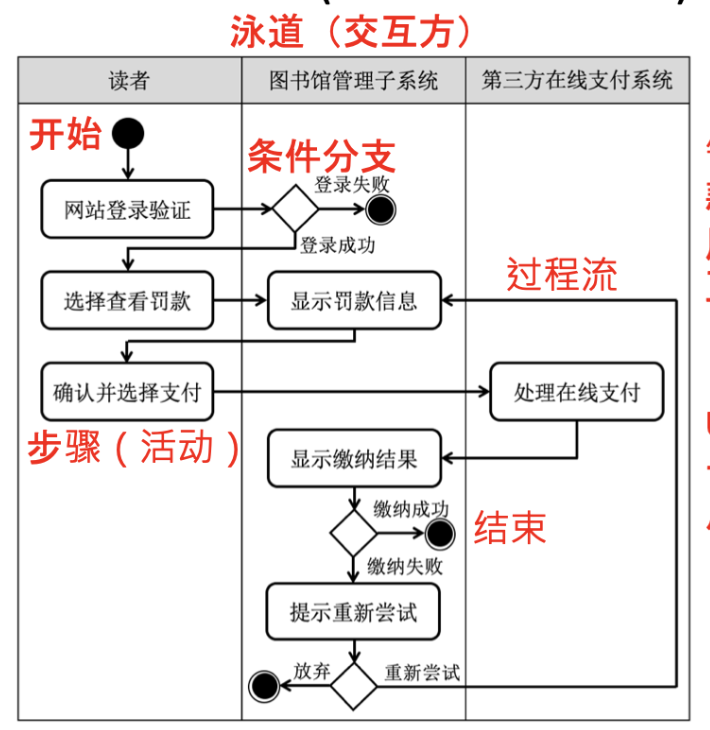 泳道（交互方）
读者
图书馆管理子系统
第三方在线支付系统
开始
条件分支
登录失败
网站登录验证
登录成功
过程流
选择查看罚款
显示罚款信息
确认并选择支付
处理在线支付
步骤（活动）
显示缴纳结果
缴纳成功
结束
缴纳失败
提示重新尝试
放弃
重新尝试